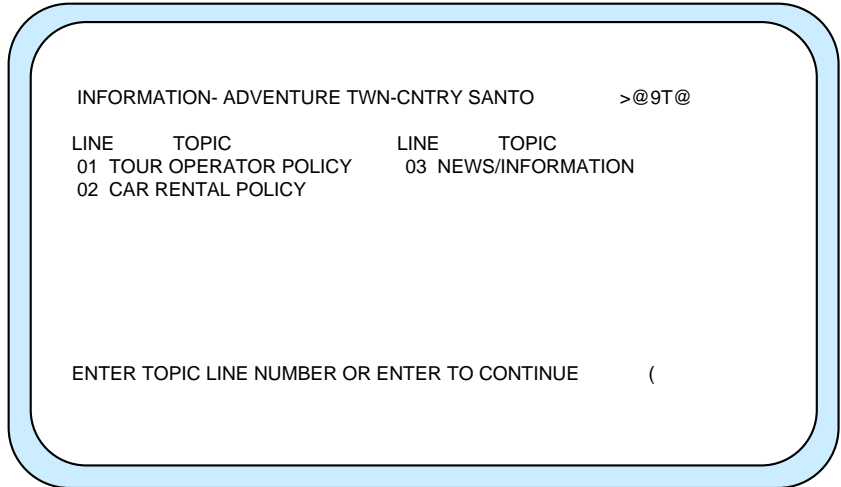 INFORMATION- ADVENTURE TWN-CNTRY SANTO >@9T@
LINE TOPIC LINE TOPIC
01 TOUR OPERATOR POLICY 03 NEWS/INFORMATION
02 CAR RENTAL POLICY
ENTER TOPIC LINE NUMBER OR ENTER TO CONTINUE (